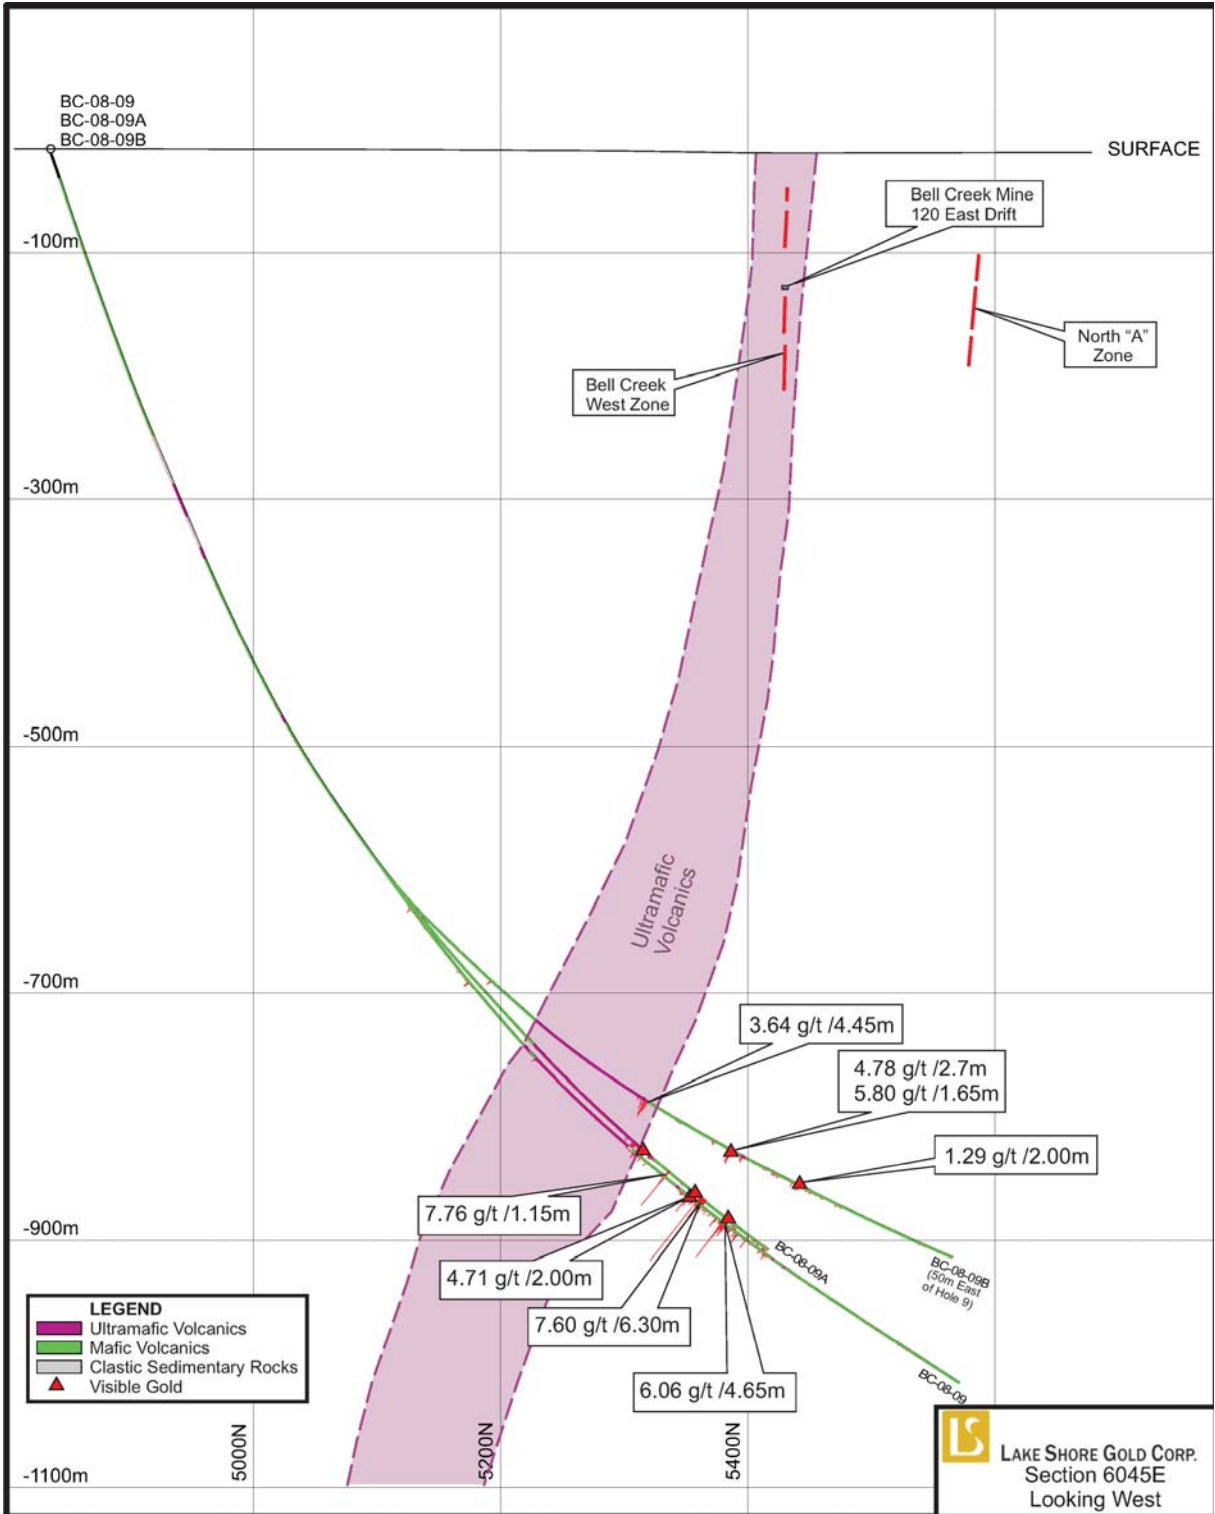 BC-08-09
BC-08-09A
BC-08-09B
SURFACE
Bell Creek Mine
120 East Drift
-100m
North "A"
Zone
Bell Creek
West Zone
-300m
-500m
Ultramafic
Volcanics
-700m
3.64 g/t /4.45m
4.78 g/t /2.7m
5.80 g/t /1.65m
1.29 g/t /2.00m
7.76 g/t /1.15m
-900m
BC-08-09A
BC-08-09B
(50m East
of Hole 9)
4.71 g/t /2.00m
7.60 g/t /6.30m
6.06 g/t /4.65m
BC-08-09
LEGEND
Ultramafic Volcanics
Mafic Volcanics
Clastic Sedimentary Rocks
Visible Gold
5000N
5200N
5400N
-1100m
LS
LAKE SHORE GOLD CORP.
Section 6045E
Looking West